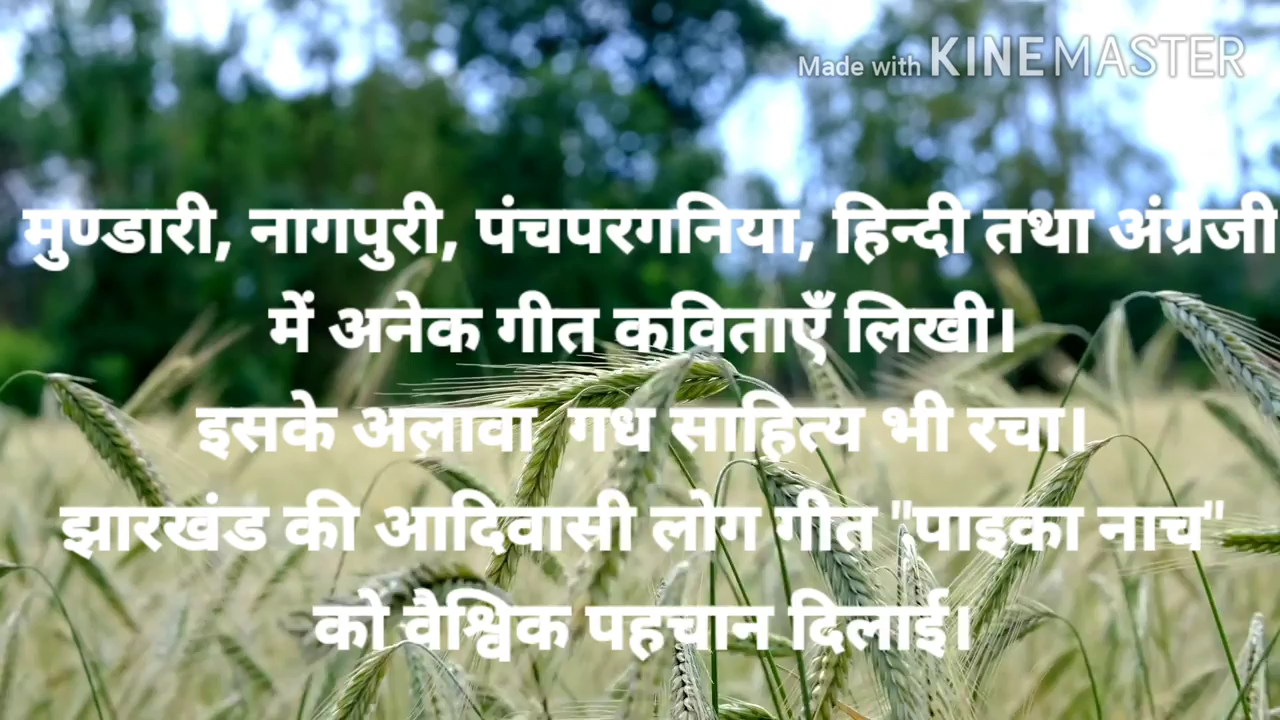 Made with KINEMASTER
मुण्डारी, नागपुरी, पंचपरगनिया, हिन्दी तथा अंग्रजी
में अनेक गीत कविताएँ लिखी।
इसके अलावा गध साहित्य भी रचा।
झारखंड की आदिवासी लोग गीत "पाइका नाच"
को वैश्विक पहचान दिलाई।